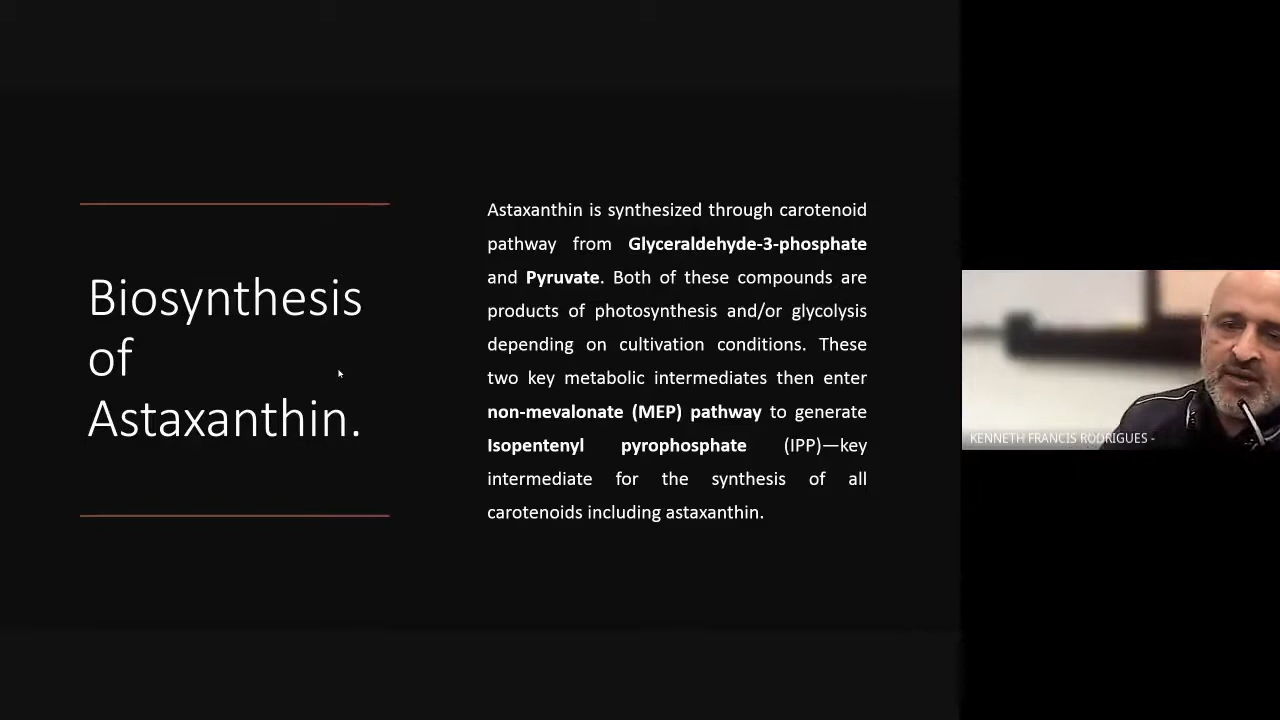 Biosynthesis
of
Astaxanthin.
Astaxanthin is synthesized through carotenoid
pathway from Glyceraldehyde-3-phosphate
and Pyruvate. Both of these compounds are
products of photosynthesis and/or glycolysis
depending on cultivation conditions. These
two key metabolic intermediates then enter
non-mevalonate (MEP) pathway to generate
Isopentenyl pyrophosphate (IPP)—key
intermediate for the synthesis of all
carotenoids including astaxanthin.
KENNETH FRANCIS RODRIGUES -